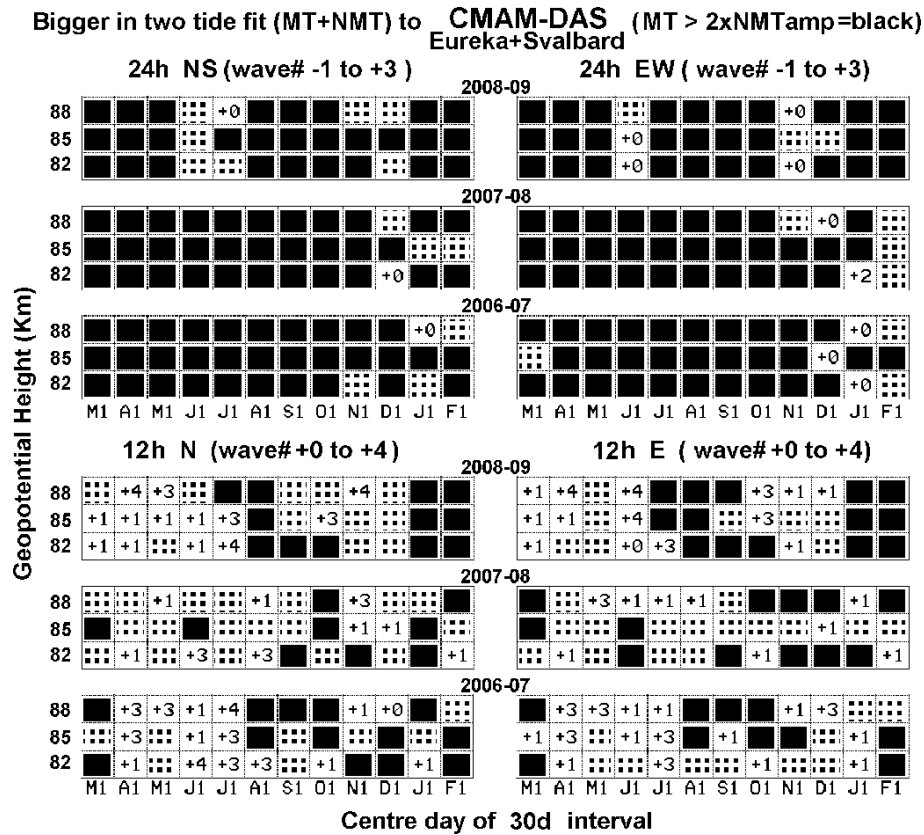 Bigger in two tide fit (MT+NMT) to CMAM-DAS (MT > 2xNMTamp=black)
Eureka+Svalbard
24h NS (wave# -1 to +3) 24h EW ( wave# -1 to +3)
2008-09
88 +0 +0
85 +0
82 +0 +0
2007-08
88 +0
85
82 +0 +2
2006-07
88 +0 +0
85 +0
82 +0
M1 A1 M1 J1 J1 A1 S1 O1 N1 D1 J1 F1 M1 A1 M1 J1 J1 A1 S1 O1 N1 D1 J1 F1
12h N (wave# +0 to +4) 12h E ( wave# +0 to +4)
2008-09
88 +4 +3 +4 +1 +4 +4 +3 +1 +1
85 +1 +1 +1 +1 +3 +3 +1 +1 +4 +3
82 +1 +1 +1 +4 +1 +0 +3 +1
2007-08
88 +1 +1 +3 +3 +1 +1 +1 +1
85 +1 +1 +1
82 +1 +3 +3 +1 +1 +1 +1
2006-07
88 +3 +3 +1 +4 +1 +0 +3 +3 +1 +1 +1 +3
85 +3 +1 +3 +1 +3 +1 +3 +1 +1
82 +1 +4 +3 +3 +1 +1 +1 +3 +1 +1
M1 A1 M1 J1 J1 A1 S1 O1 N1 D1 J1 F1 M1 A1 M1 J1 J1 A1 S1 O1 N1 D1 J1 F1
Geopotential Height (Km)
Centre day of 30d interval